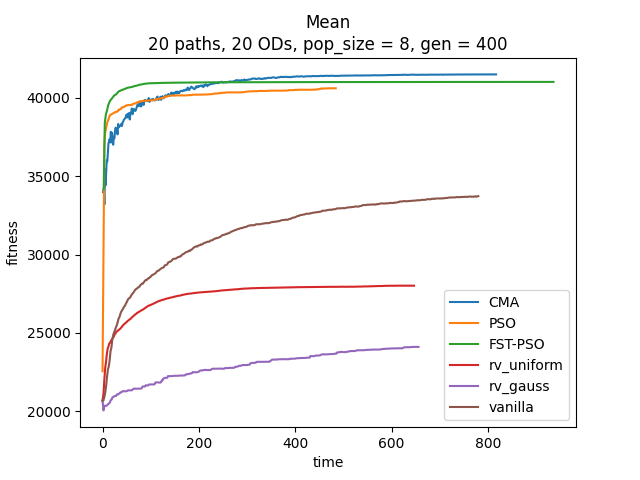 Mean
20 paths, 20 ODs, pop_size = 8, gen = 400
fitness
40000
35000
30000
25000
20000
0
200
400
600
800
time
CMA
PSO
FST-PSO
rv_uniform
rv_gauss
vanilla